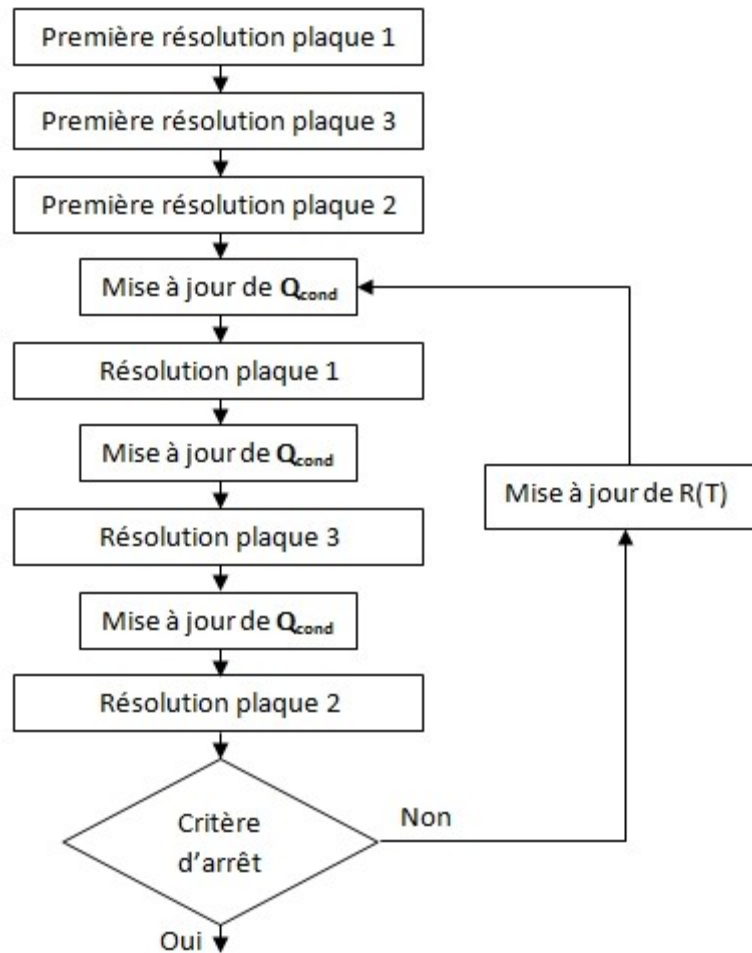 Première résolution plaque 1
Première résolution plaque 3
Première résolution plaque 2
Mise à jour de Qcond
Résolution plaque 1
Mise à jour de Qcond
Mise à jour de R(T)
Résolution plaque 3
Mise à jour de Qcond
Résolution plaque 2
Critère
d'arrêt
Non
Oui